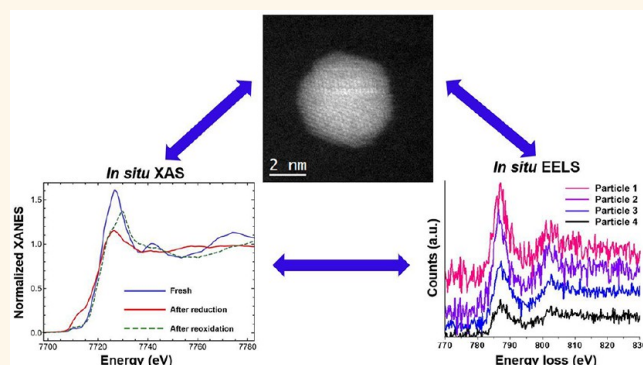 2 nm
In situ XAS
Normalized XANES
1.5
1.0
0.5
0.0
Fresh
After reduction
After reoxidation
7700
7720
7740
7760
7780
Energy (eV)
In situ EELS
Counts (a.u.)
Particle 1
Particle 2
Particle 3
Particle 4
770
780
790
800
810
820
830
Energy loss (eV)